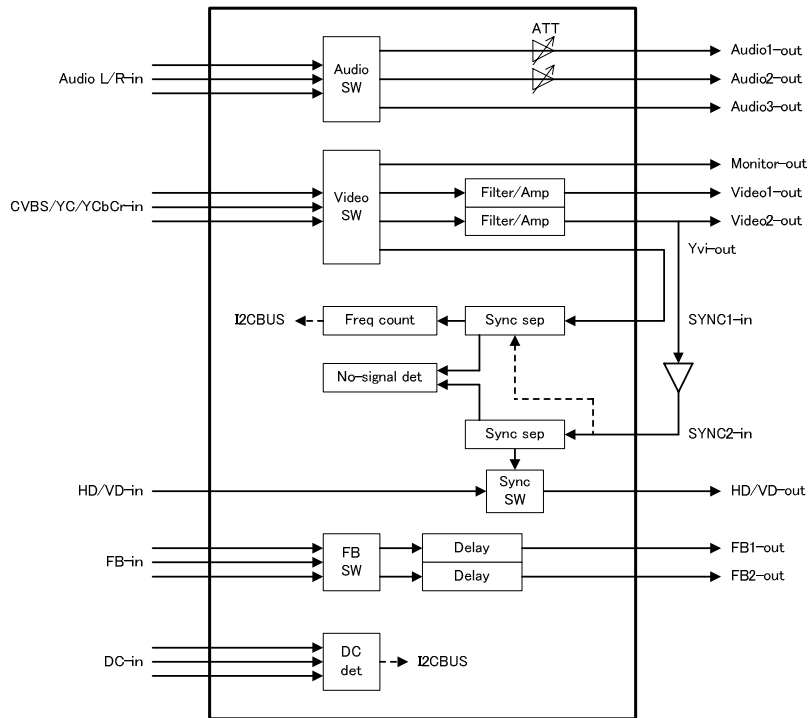 ATT
Audio1-out
Audio L/R-in
Audio
SW
Audio2-out
Audio3-out
Monitor-out
CVBS/YC/YCbCr-in
Video
SW
Filter/Amp
Video1-out
Filter/Amp
Video2-out
Yvi-out
I2CBUS
Freq count
Sync sep
SYNC1-in
No-signal det
Sync sep
SYNC2-in
HD/VD-in
Sync
SW
HD/VD-out
FB-in
FB
SW
Delay
FB1-out
Delay
FB2-out
DC-in
DC
det
I2CBUS